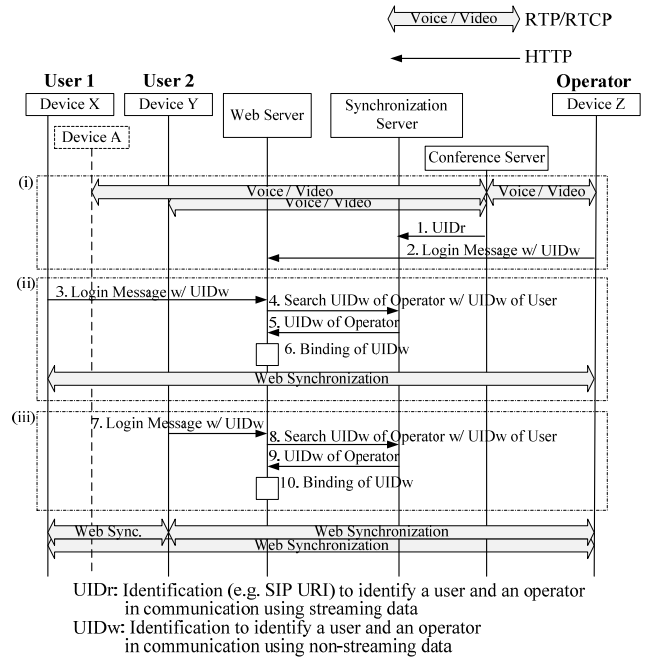 Voice / Video RTP/RTCP
HTTP
User 1 User 2 Operator
Device X Device Y Web Server Synchronization Server Device Z
Device A
Conference Server
(i)
Voice / Video Voice / Video
Voice / Video
1. UIDr
2. Login Message w/ UIDw
(ii)
3. Login Message w/ UIDw
4. Search UIDw of Operator w/ UIDw of User
5. UIDw of Operator
6. Binding of UIDw
Web Synchronization
(iii)
7. Login Message w/ UIDw
8. Search UIDw of Operator w/ UIDw of User
9. UIDw of Operator
10. Binding of UIDw
Web Sync. Web Synchronization
Web Synchronization
UIDr: Identification (e.g. SIP URI) to identify a user and an operator
in communication using streaming data
UIDw: Identification to identify a user and an operator
in communication using non-streaming data